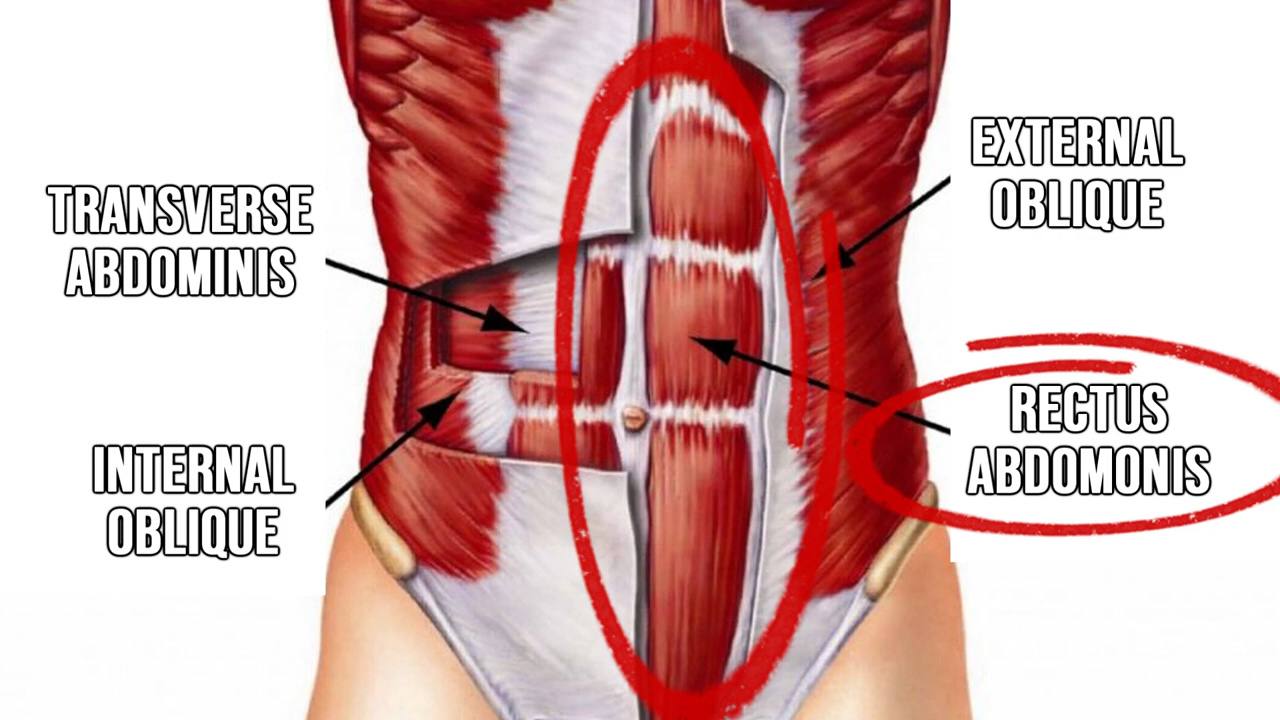 TRANSVERSE
ABDOMINIS
INTERNAL
OBLIQUE
EXTERNAL
OBLIQUE
RECTUS
ABDOMONIS